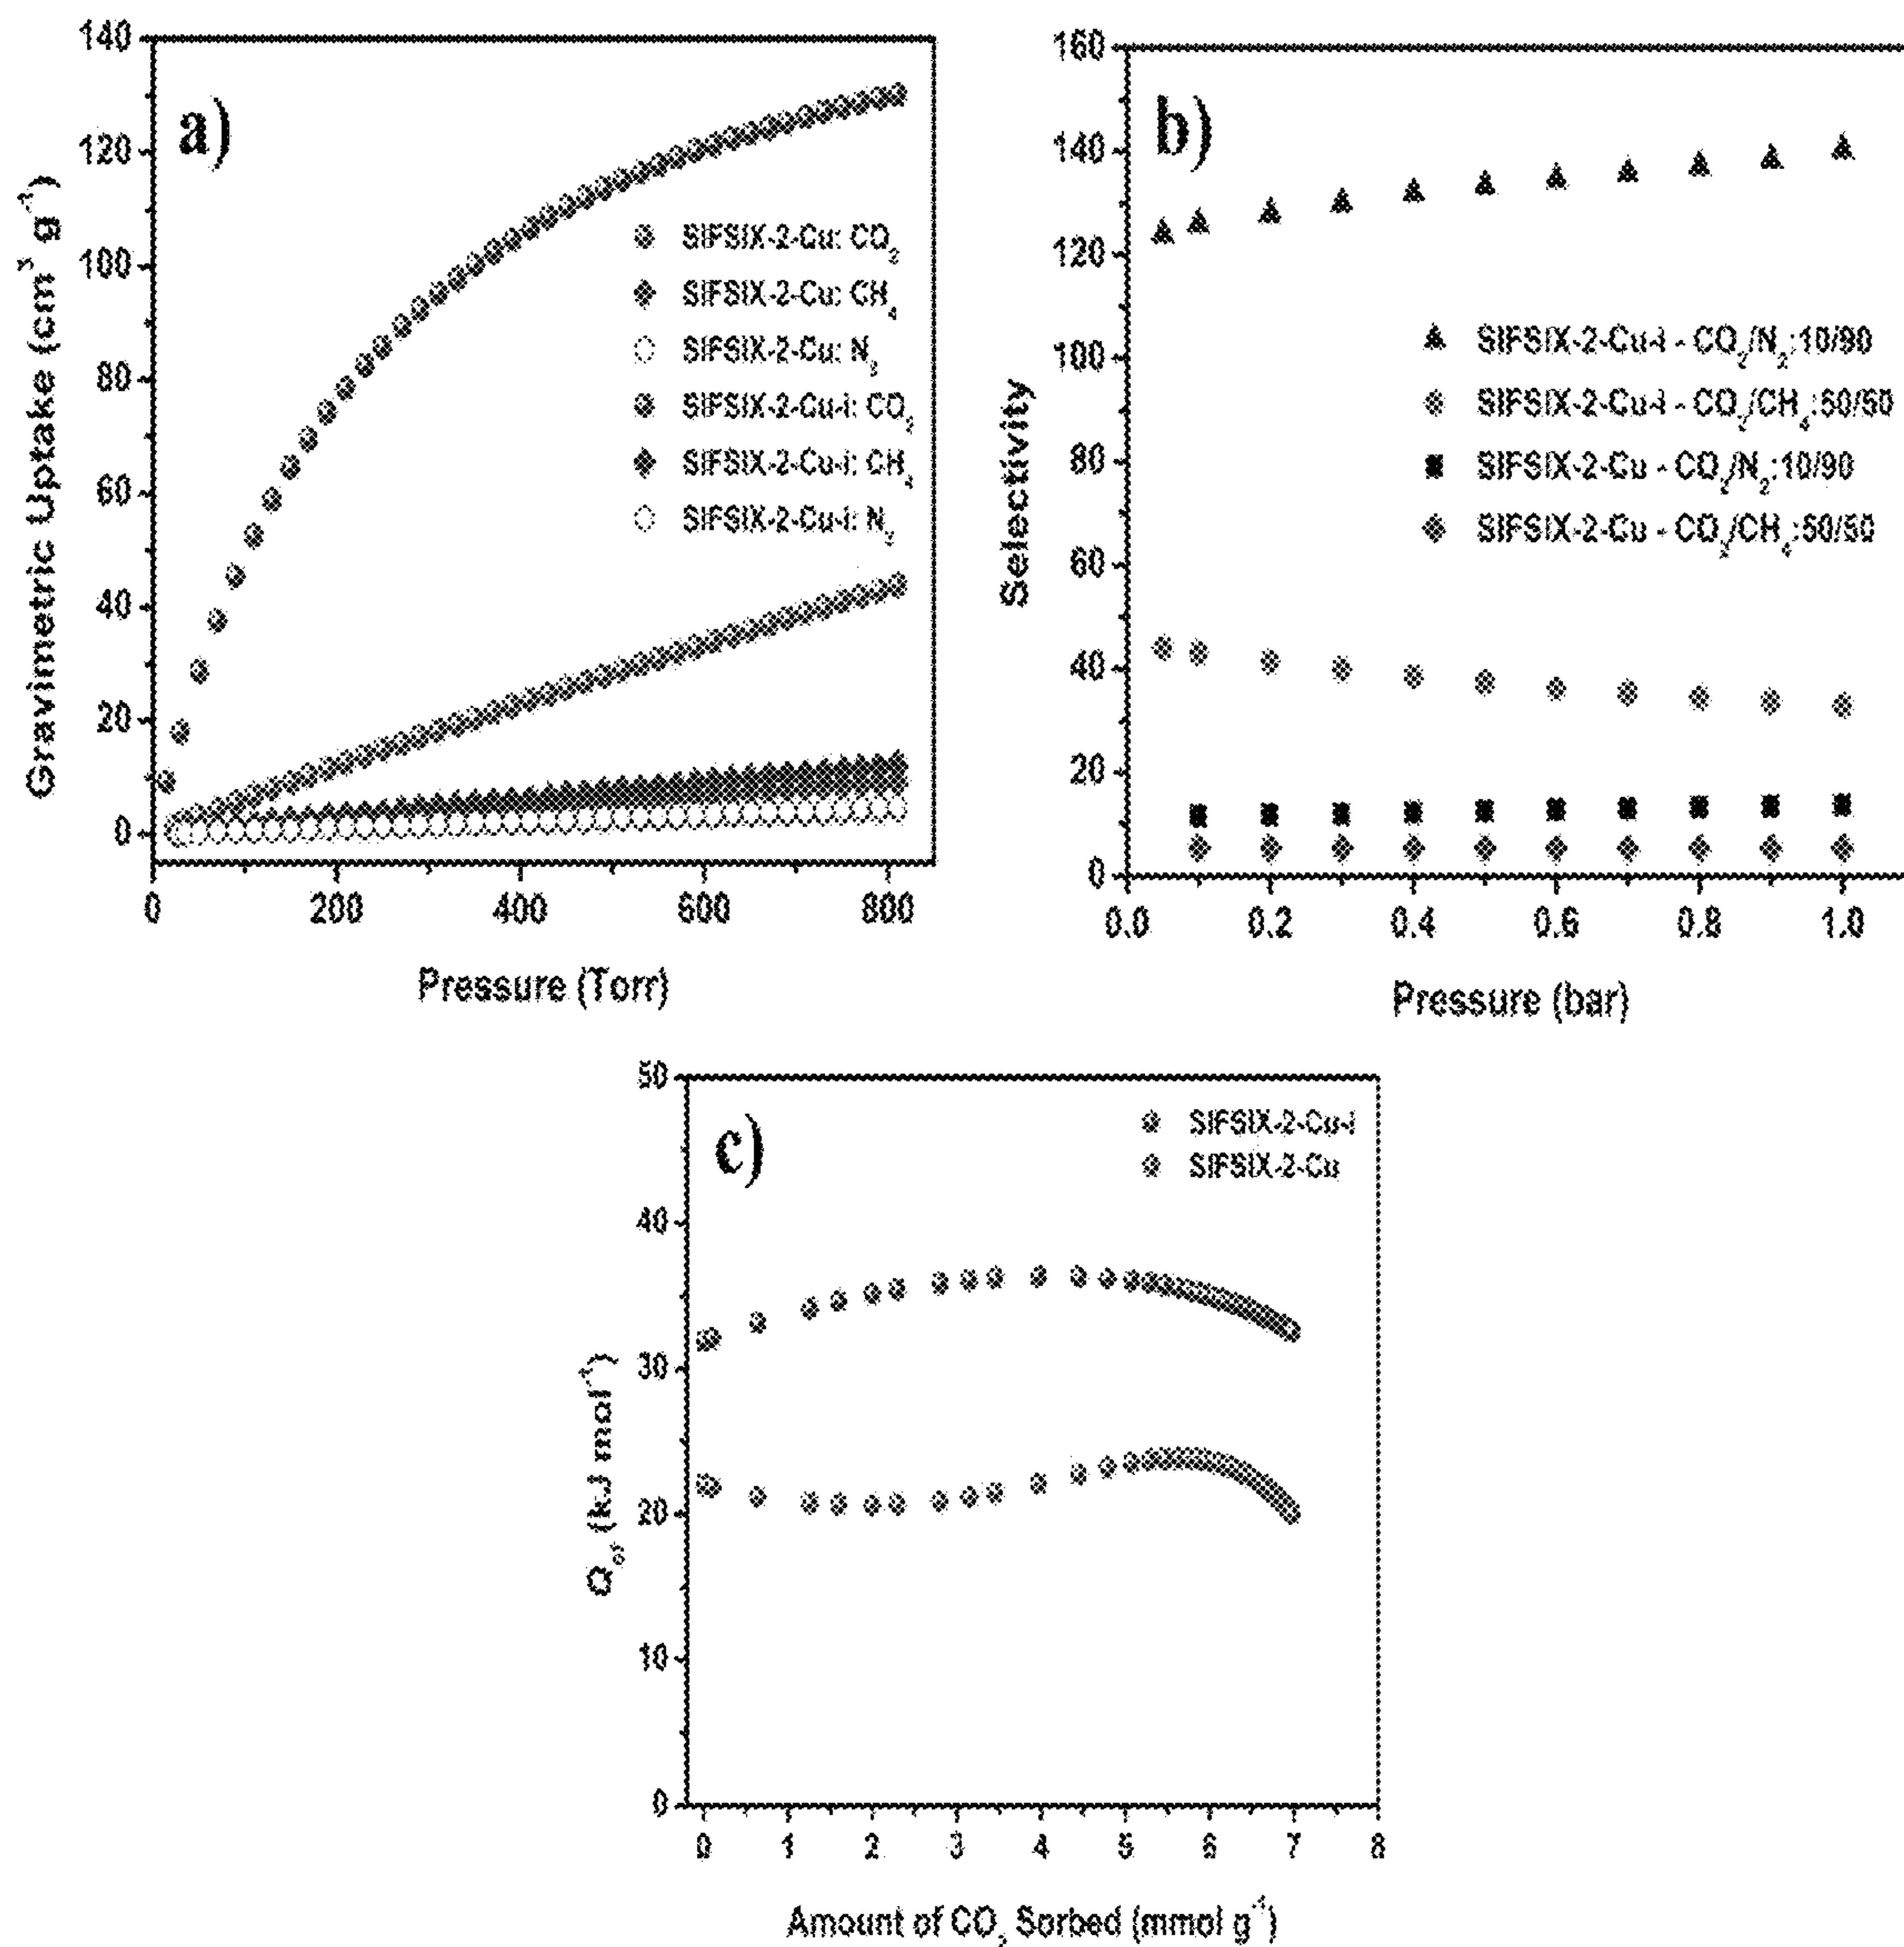 a)
Gravimetric Uptake (cm³ g⁻¹)
140
120
100
80
60
40
20
0
SIFSIX-2-Cu: CO₂
SIFSIX-2-Cu: CH₄
SIFSIX-2-Cu: N₂
SIFSIX-2-Cu-i: CO₂
SIFSIX-2-Cu-i: CH₄
SIFSIX-2-Cu-i: N₂
0 200 400 600 800
Pressure (Torr)
b)
Selectivity
160
140
120
100
80
60
40
20
0
SIFSIX-2-Cu-i - CO₂/N₂:10/90
SIFSIX-2-Cu-i - CO₂/CH₄:50/50
SIFSIX-2-Cu - CO₂/N₂:10/90
SIFSIX-2-Cu - CO₂/CH₄:50/50
0.0 0.2 0.4 0.6 0.8 1.0
Pressure (bar)
c)
Qst (kJ mol⁻¹)
50
40
30
20
10
0
SIFSIX-2-Cu-i
SIFSIX-2-Cu
0 1 2 3 4 5 6 7 8
Amount of CO₂ Sorbed (mmol g⁻¹)